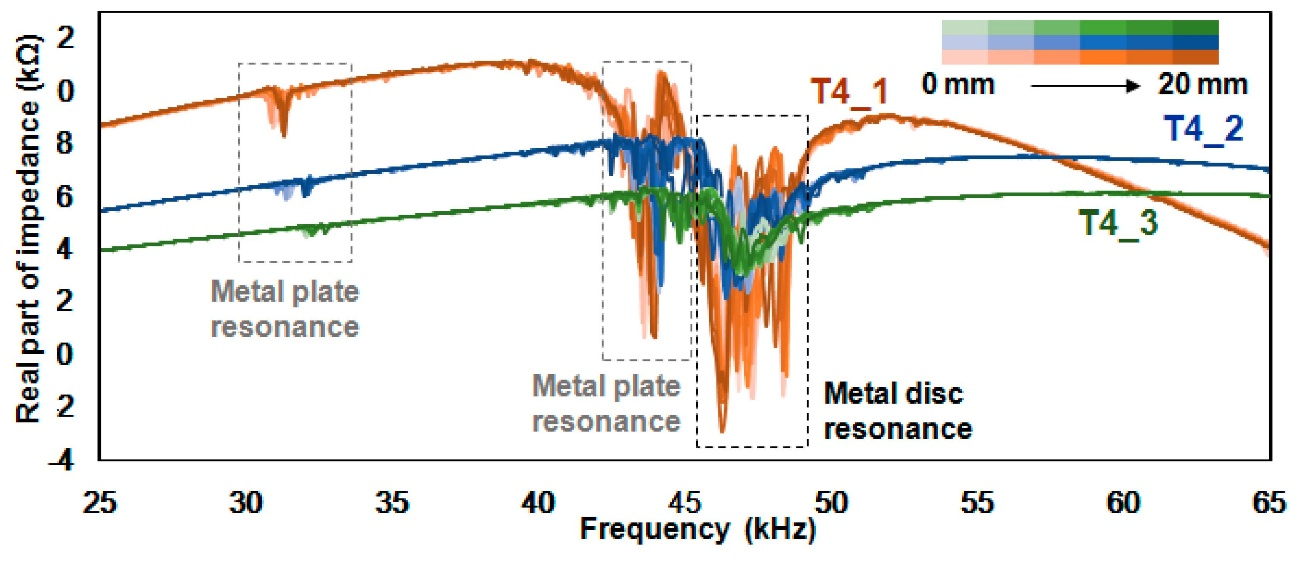 Real part of impedance (kΩ)
2
0
8
6
4
2
0
2
-4
0 mm
20 mm
T4_1
T4_2
T4_3
Metal plate
resonance
Metal plate
resonance
Metal disc
resonance
25 30 35 40 45 50 55 60 65
Frequency (kHz)